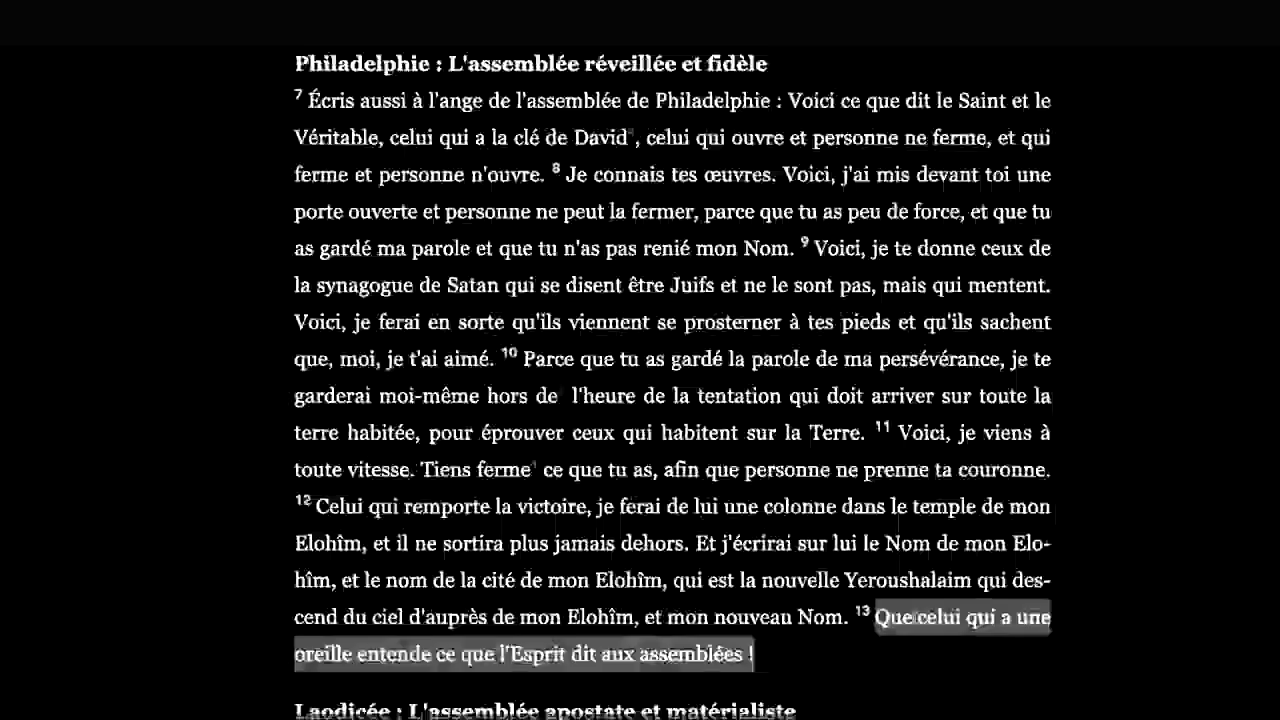 Philadelphie : L'assemblée réveillée et fidèle
7 Écris aussi à l'ange de l'assemblée de Philadelphie : Voici ce que dit le Saint et le
Véritable, celui qui a la clé de David , celui qui ouvre et personne ne ferme, et qui
ferme et personne n'ouvre. 8 Je connais tes œuvres. Voici, j'ai mis devant toi une
porte ouverte et personne ne peut la fermer, parce que tu as peu de force, et que tu
as gardé ma parole et que tu n'as pas renié mon Nom. 9 Voici, je te donne ceux de
la synagogue de Satan qui se disent être Juifs et ne le sont pas, mais qui mentent.
Voici, je ferai en sorte qu'ils viennent se prosterner à tes pieds et qu'ils sachent
que, moi, je t'ai aimé. 10 Parce que tu as gardé la parole de ma persévérance, je te
garderai moi-même hors de l'heure de la tentation qui doit arriver sur toute la
terre habitée, pour éprouver ceux qui habitent sur la Terre. 11 Voici, je viens à
toute vitesse. Tiens ferme ce que tu as, afin que personne ne prenne ta couronne.
12 Celui qui remporte la victoire, je ferai de lui une colonne dans le temple de mon
Elohîm, et il ne sortira plus jamais dehors. Et j'écrirai sur lui le Nom de mon Elo-
hîm, et le nom de la cité de mon Elohîm, qui est la nouvelle Yeroushalaim qui des-
cend du ciel d'auprès de mon Elohîm, et mon nouveau Nom. 13 Que celui qui a une
oreille entende ce que l'Esprit dit aux assemblées !
Laodicée : L'assemblée apostate et matérialiste